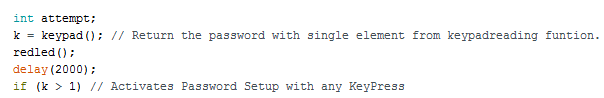 int attempt;
k = keypad(); // Return the password with single element from keypadreading funtion.
redled();
delay(2000);
if (k > 1) // Activates Password Setup with any KeyPress